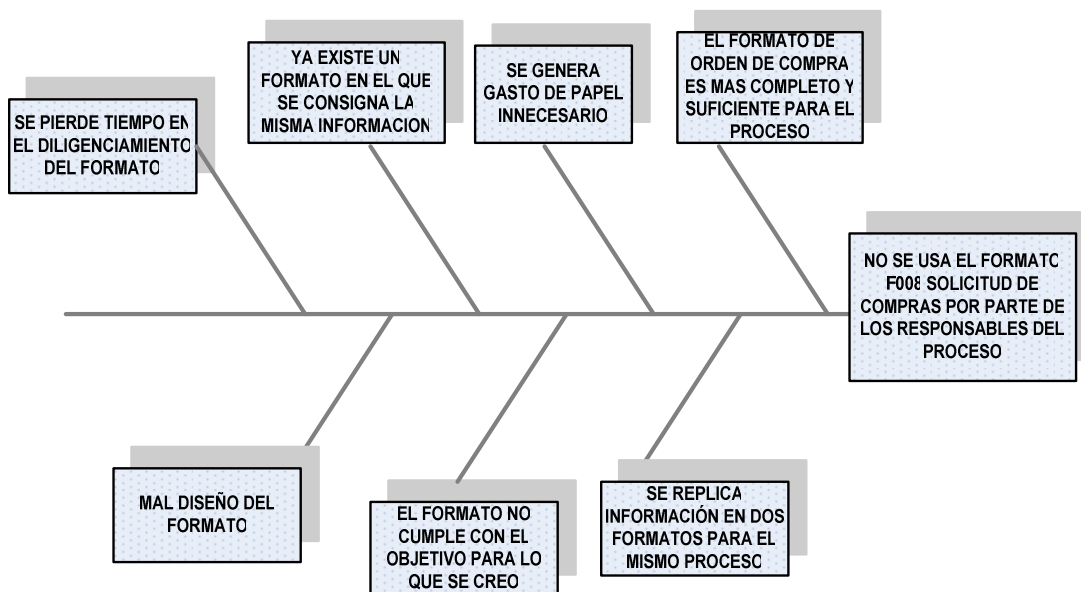 SE PIERDE TIEMPO EN
EL DILIGENCIAMIENTO
DEL FORMATO
YA EXISTE UN
FORMATO EN EL QUE
SE CONSIGNA LA
MISMA INFORMACION
SE GENERA
GASTO DE PAPEL
INNECESARIO
EL FORMATO DE
ORDEN DE COMPRA
ES MAS COMPLETO Y
SUFICIENTE PARA EL
PROCESO
NO SE USA EL FORMATO
F008 SOLICITUD DE
COMPRAS POR PARTE DE
LOS RESPONSABLES DEL
PROCESO
MAL DISEÑO DEL
FORMATO
EL FORMATO NO
CUMPLE CON EL
OBJETIVO PARA LO
QUE SE CREO
SE REPLICA
INFORMACIÓN EN DOS
FORMATOS PARA EL
MISMO PROCESO